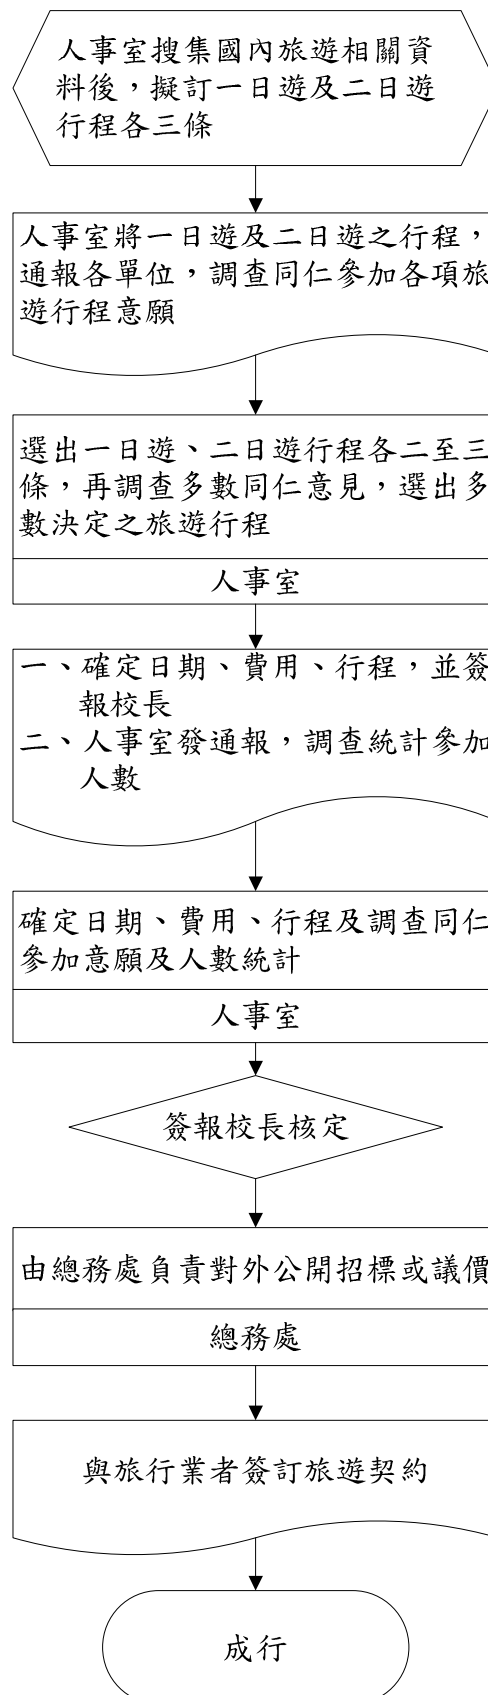 人事室搜集國內旅遊相關資
料後，擬訂一日遊及二日遊
行程各三條
人事室將一日遊及二日遊之行程，
通報各單位，調查同仁參加各項旅
遊行程意願
選出一日遊、二日遊行程各二至三
條，再調查多數同仁意見，選出多
數決定之旅遊行程
人事室
一、確定日期、費用、行程，並簽
報校長
二、人事室發通報，調查統計參加
人數
確定日期、費用、行程及調查同仁
參加意願及人數統計
人事室
簽報校長核定
由總務處負責對外公開招標或議價
總務處
與旅行業者簽訂旅遊契約
成行